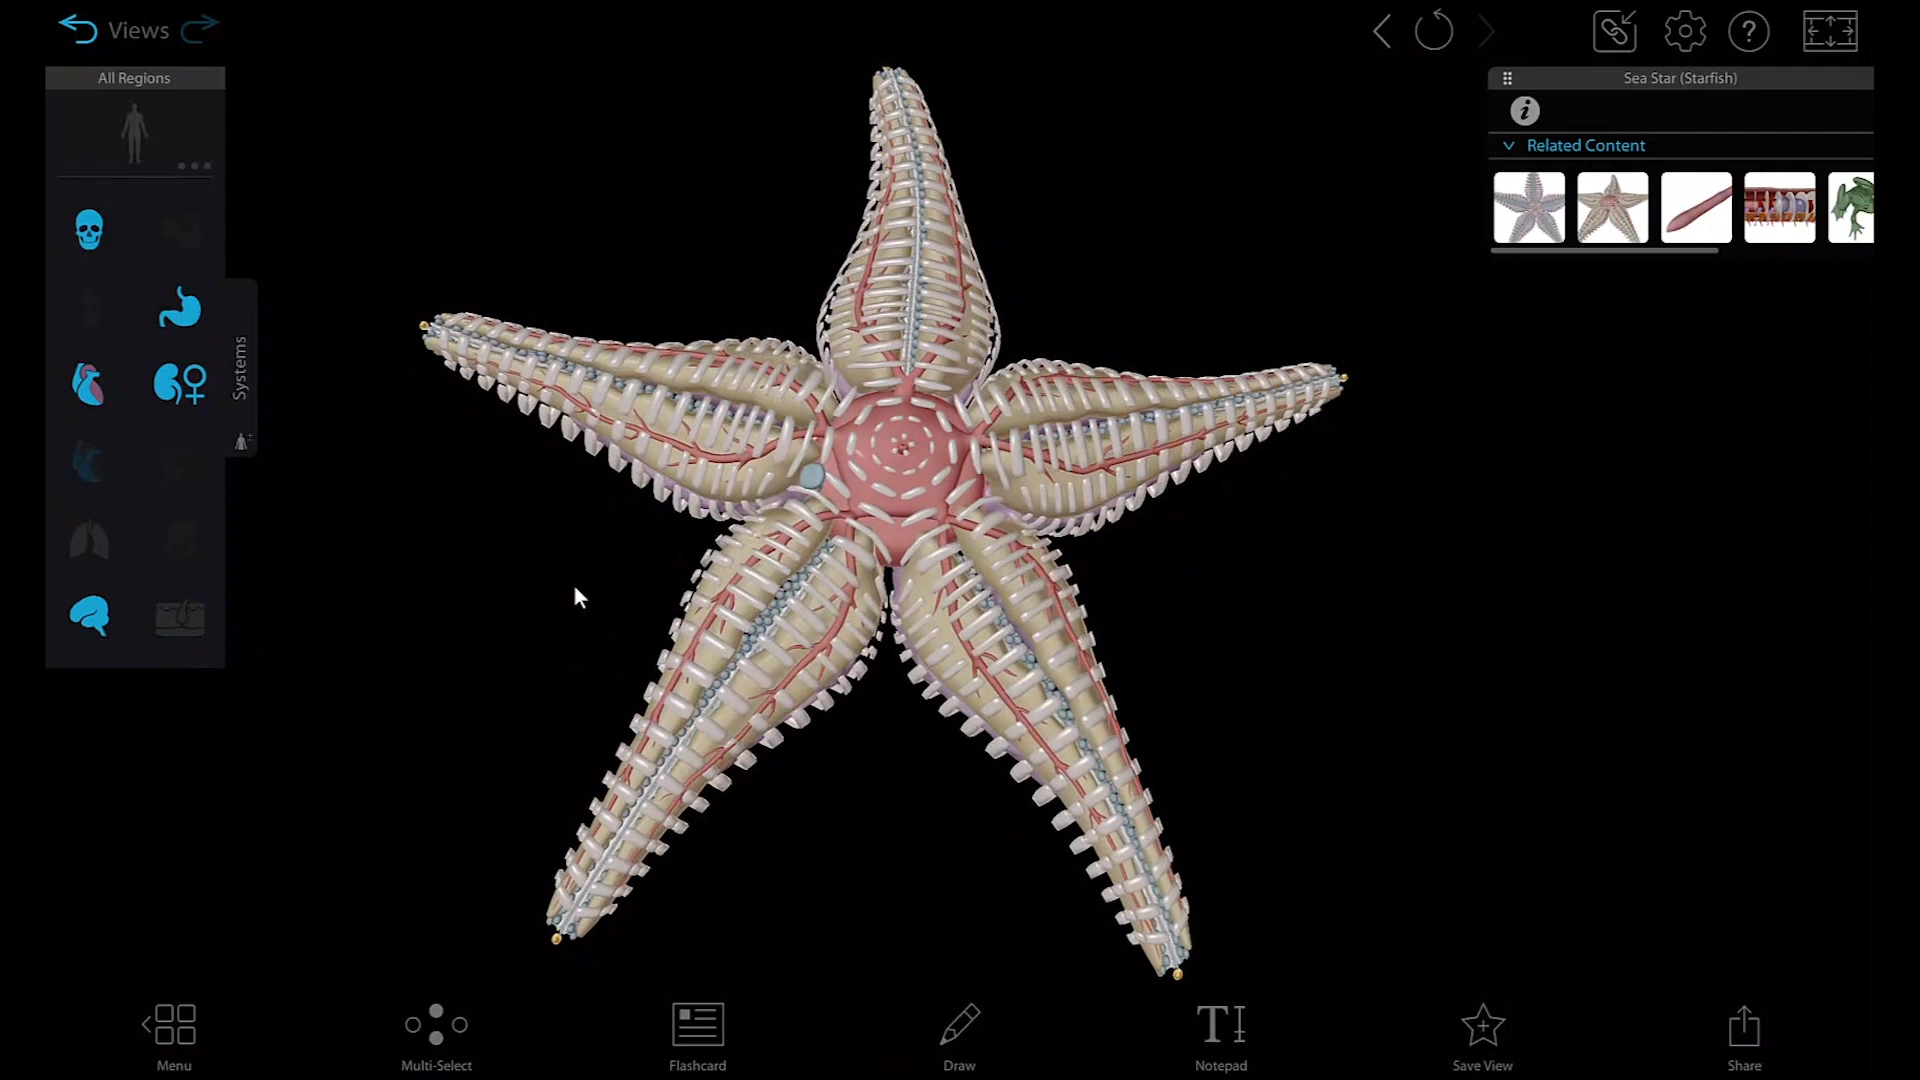 Views
All Regions
Systems
Sea Star (Starfish)
i
Related Content
?
Menu
Multi-Select
Flashcard
Draw
T
Notepad
Save View
Share